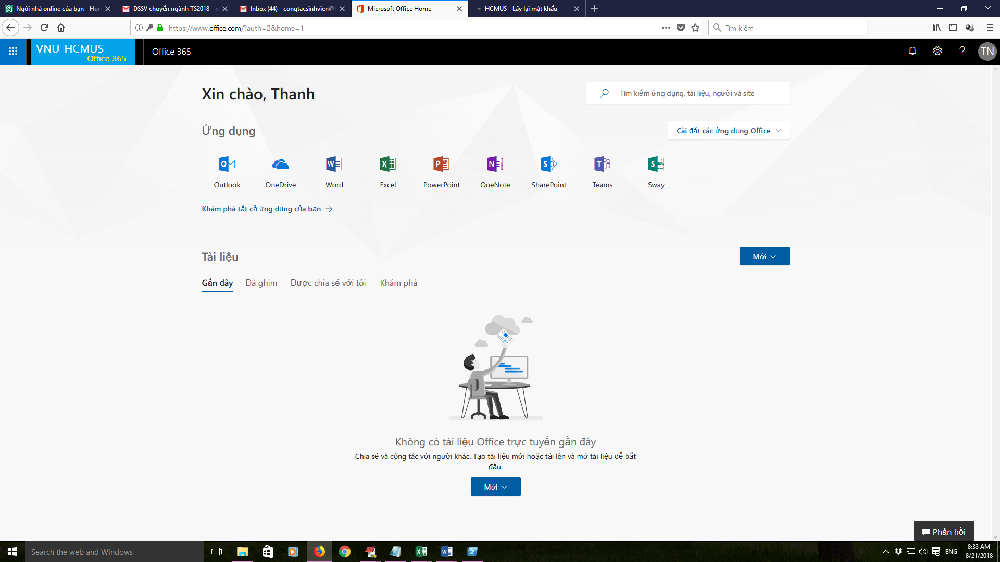 Ngôi nhà online của bạn - Hom
DSSV chuyển ngành TS2018 - n
Inbox (44) - congtacsinhvien@
Microsoft Office Home
HCMUS - Lấy lại mật khẩu
https://www.office.com/?auth=2&home=1
Tìm kiếm
VNU-HCMUS
Office 365
Office 365
TN
Xin chào, Thanh
Tìm kiếm ứng dụng, tài liệu, người và site
Ứng dụng
Cài đặt các ứng dụng Office
Outlook
OneDrive
Word
Excel
PowerPoint
OneNote
SharePoint
Teams
Sway
Khám phá tất cả ứng dụng của bạn
Tài liệu
Mới
Gần đây
Đã ghim
Được chia sẻ với tôi
Khám phá
Không có tài liệu Office trực tuyến gần đây
Chia sẻ và cộng tác với người khác. Tạo tài liệu mới hoặc tải lên và mở tài liệu để bắt
đầu.
Mới
Phản hồi
Search the web and Windows
ENG
8:33 AM
8/21/2018